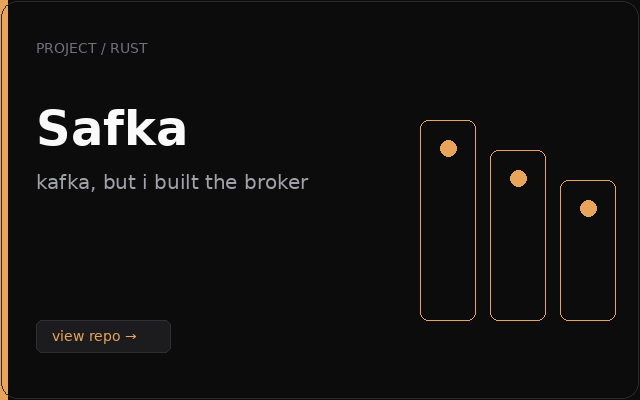 PROJECT / RUST
Safka
kafka, but i built the broker
view repo →